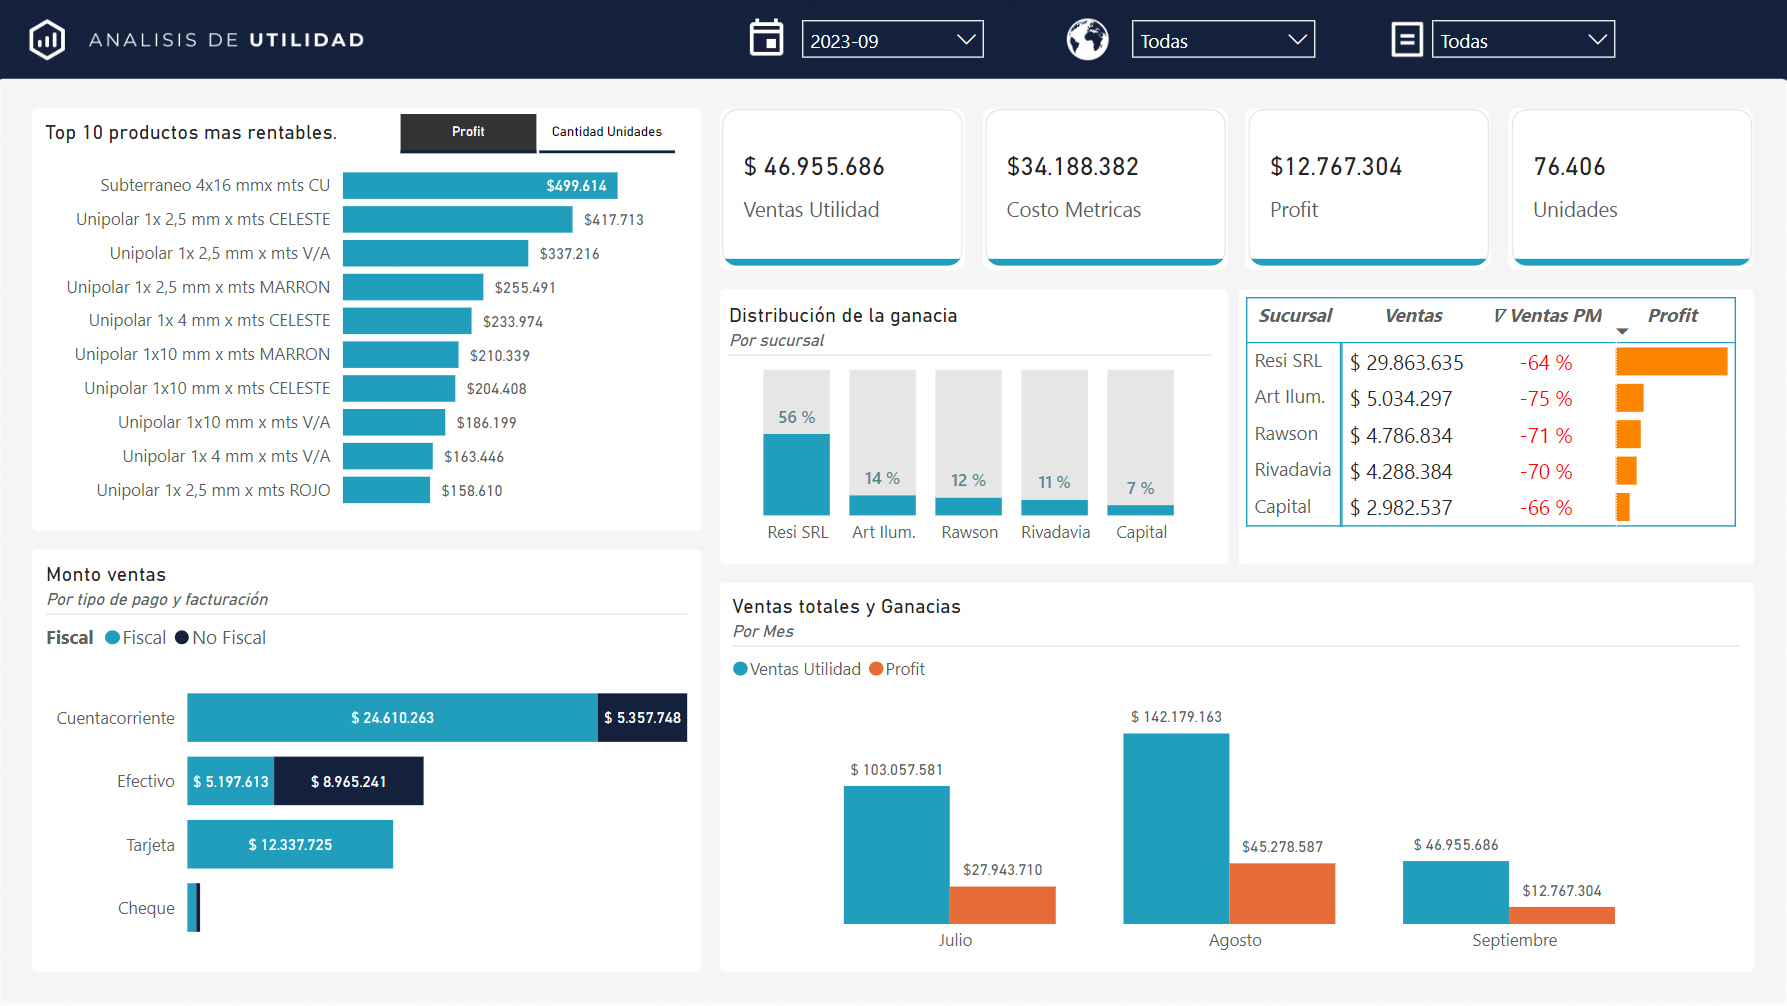 ANALISIS DE UTILIDAD
2023-09
Todas
Todas
Top 10 productos mas rentables.
Profit
Cantidad Unidades
Subterraneo 4x16 mmx mts CU $499.614
Unipolar 1x 2,5 mm x mts CELESTE $417.713
Unipolar 1x 2,5 mm x mts V/A $337.216
Unipolar 1x 2,5 mm x mts MARRON $255.491
Unipolar 1x 4 mm x mts CELESTE $233.974
Unipolar 1x10 mm x mts MARRON $210.339
Unipolar 1x10 mm x mts CELESTE $204.408
Unipolar 1x10 mm x mts V/A $186.199
Unipolar 1x 4 mm x mts V/A $163.446
Unipolar 1x 2,5 mm x mts ROJO $158.610
$ 46.955.686
Ventas Utilidad
$34.188.382
Costo Metricas
$12.767.304
Profit
76.406
Unidades
Distribución de la ganacia
Por sucursal
56 %
14 %
12 %
11 %
7 %
Resi SRL
Art Ilum.
Rawson
Rivadavia
Capital
Sucursal Ventas ∇ Ventas PM Profit
Resi SRL $ 29.863.635 -64 %
Art Ilum. $ 5.034.297 -75 %
Rawson $ 4.786.834 -71 %
Rivadavia $ 4.288.384 -70 %
Capital $ 2.982.537 -66 %
Monto ventas
Por tipo de pago y facturación
Fiscal Fiscal No Fiscal
Cuentacorriente $ 24.610.263 $ 5.357.748
Efectivo $ 5.197.613 $ 8.965.241
Tarjeta $ 12.337.725
Cheque
Ventas totales y Ganacias
Por Mes
Ventas Utilidad Profit
$ 103.057.581
$27.943.710
$ 142.179.163
$45.278.587
$ 46.955.686
$12.767.304
Julio
Agosto
Septiembre